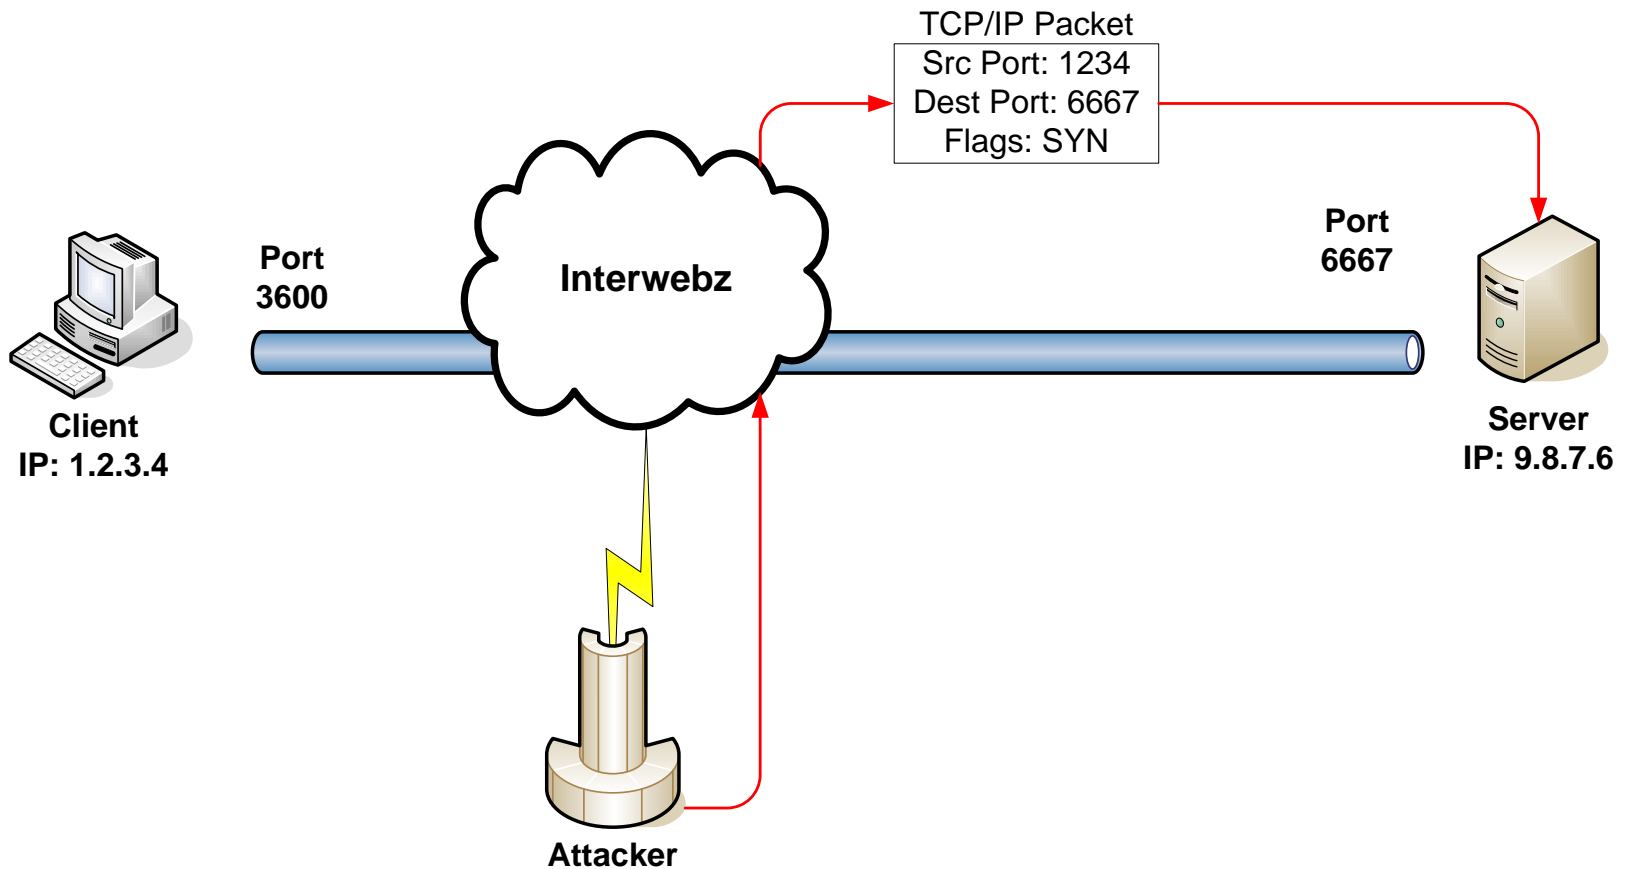 TCP/IP Packet
Src Port: 1234
Dest Port: 6667
Flags: SYN
Port
3600
Interwebz
Port
6667
Client
IP: 1.2.3.4
Server
IP: 9.8.7.6
Attacker